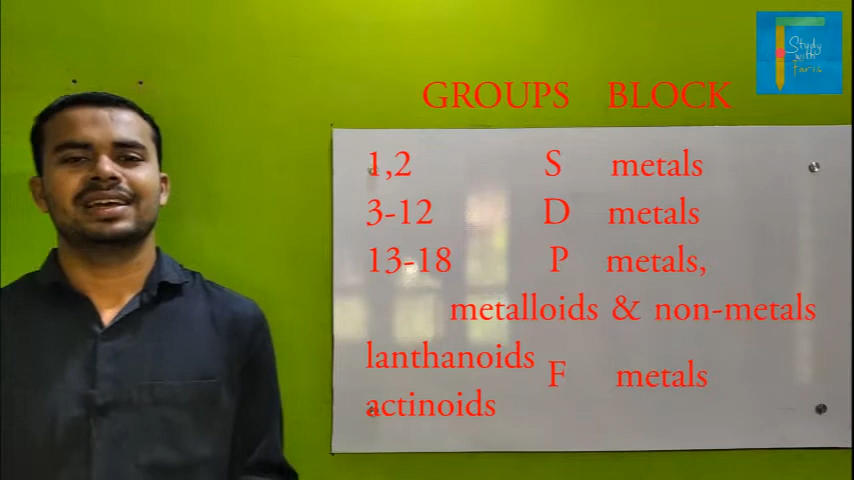 Study
with
Faris
GROUPS BLOCK
1,2 S metals
3-12 D metals
13-18 P metals,
metalloids & non-metals
lanthanoids
F metals
actinoids